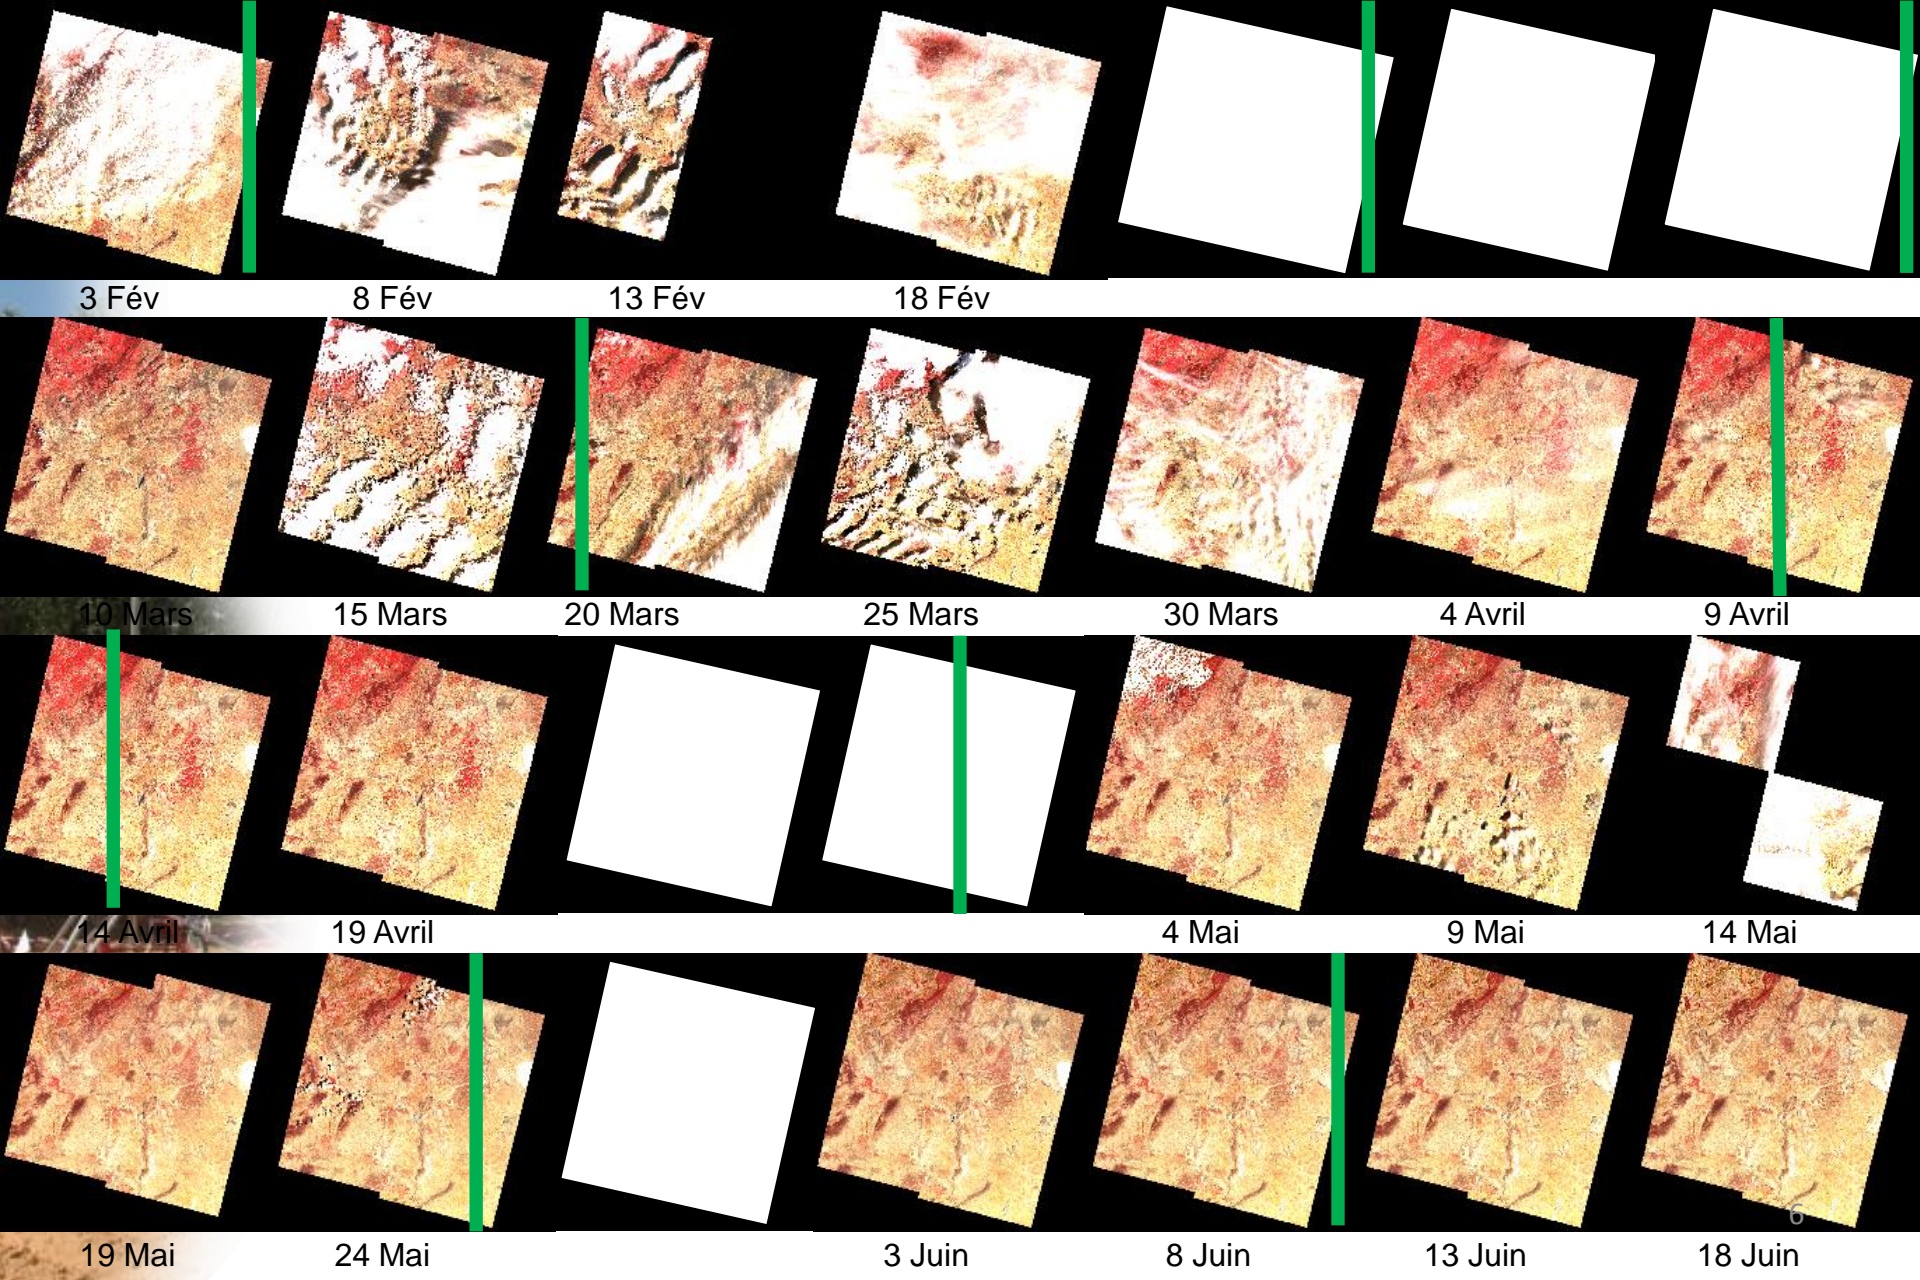 3 Fév 8 Fév 13 Fév 18 Fév
10 Mars 15 Mars 20 Mars 25 Mars 30 Mars 4 Avril 9 Avril
14 Avril 19 Avril 4 Mai 9 Mai 14 Mai
6
19 Mai 24 Mai 3 Juin 8 Juin 13 Juin 18 Juin